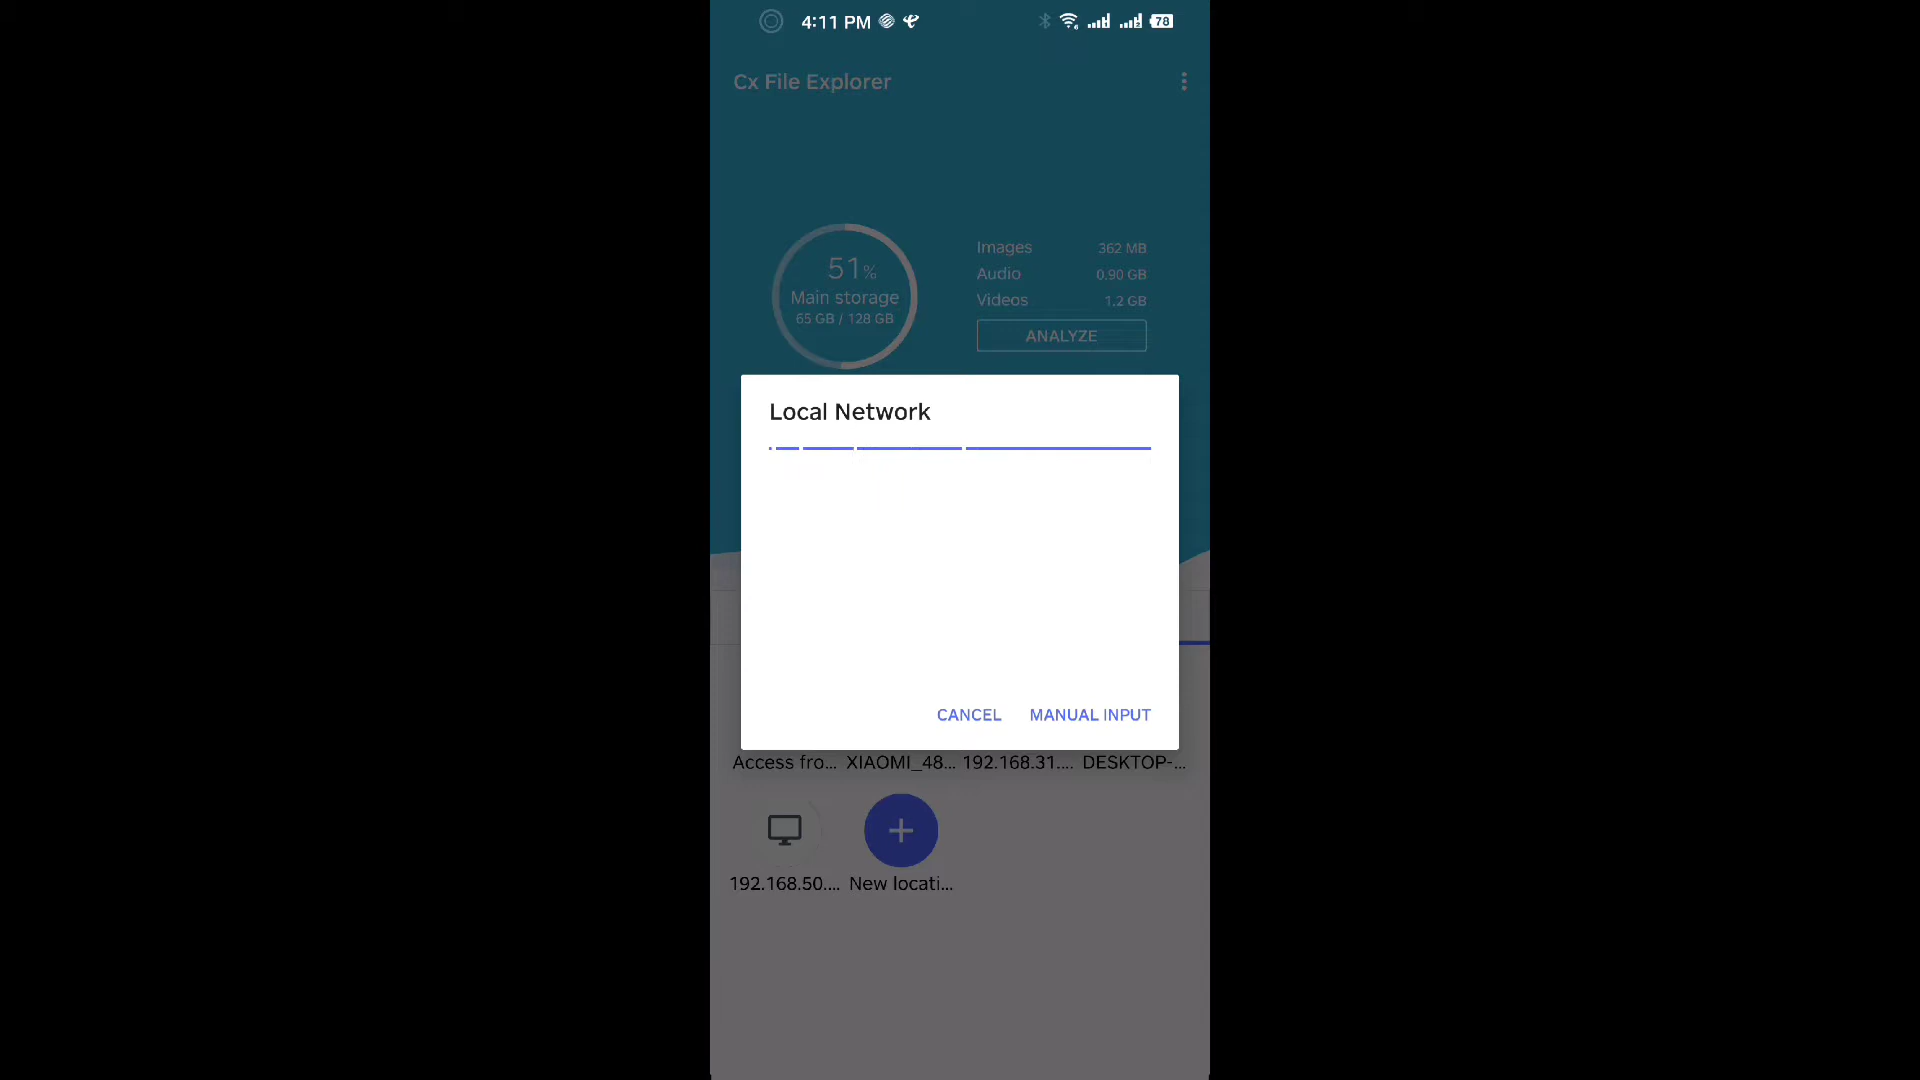 4:11 PM
78
Cx File Explorer
51%
Main storage
65 GB / 128 GB
Images 362 MB
Audio 0.90 GB
Videos 1.2 GB
ANALYZE
Local Network
CANCEL MANUAL INPUT
Access fro... XIAOMI_48... 192.168.31.... DESKTOP-...
192.168.50.... New locati...